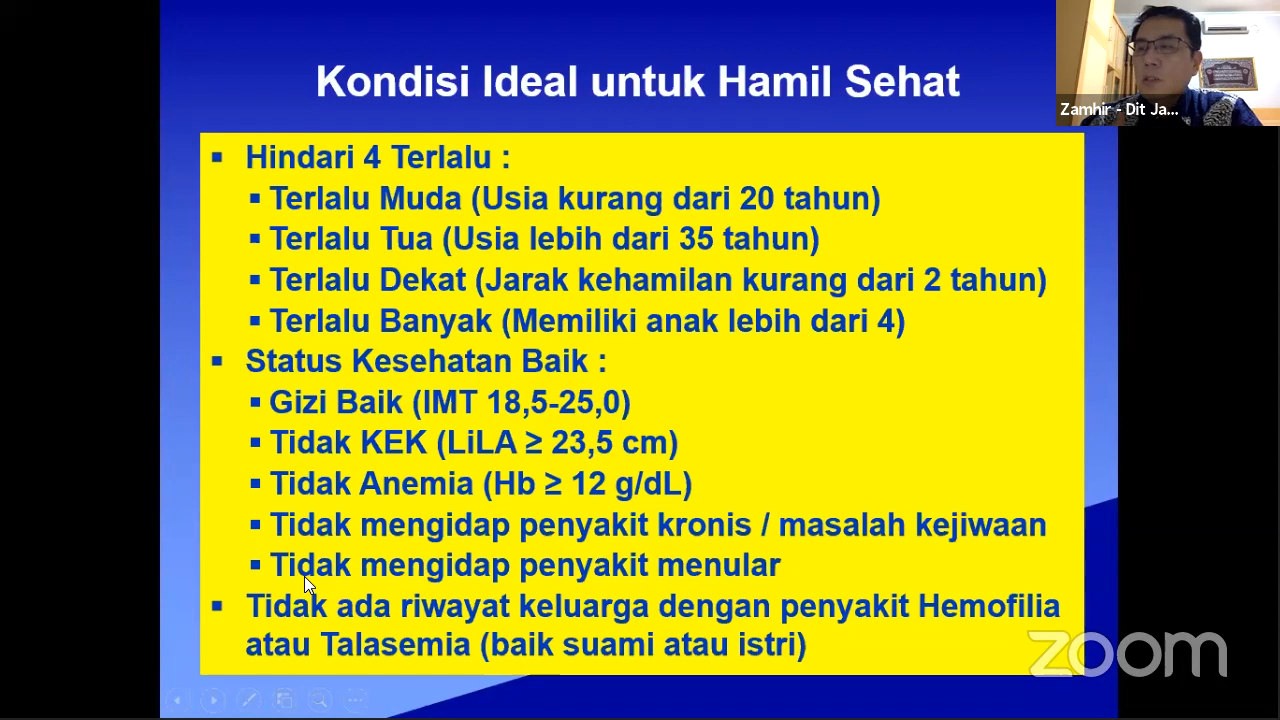 Kondisi Ideal untuk Hamil Sehat
Zamhir - Dit Ja...
▪ Hindari 4 Terlalu :
▪ Terlalu Muda (Usia kurang dari 20 tahun)
▪ Terlalu Tua (Usia lebih dari 35 tahun)
▪ Terlalu Dekat (Jarak kehamilan kurang dari 2 tahun)
▪ Terlalu Banyak (Memiliki anak lebih dari 4)
▪ Status Kesehatan Baik :
▪ Gizi Baik (IMT 18,5-25,0)
▪ Tidak KEK (LiLA ≥ 23,5 cm)
▪ Tidak Anemia (Hb ≥ 12 g/dL)
▪ Tidak mengidap penyakit kronis / masalah kejiwaan
▪ Tidak mengidap penyakit menular
▪ Tidak ada riwayat keluarga dengan penyakit Hemofilia
atau Talasemia (baik suami atau istri)
zoom